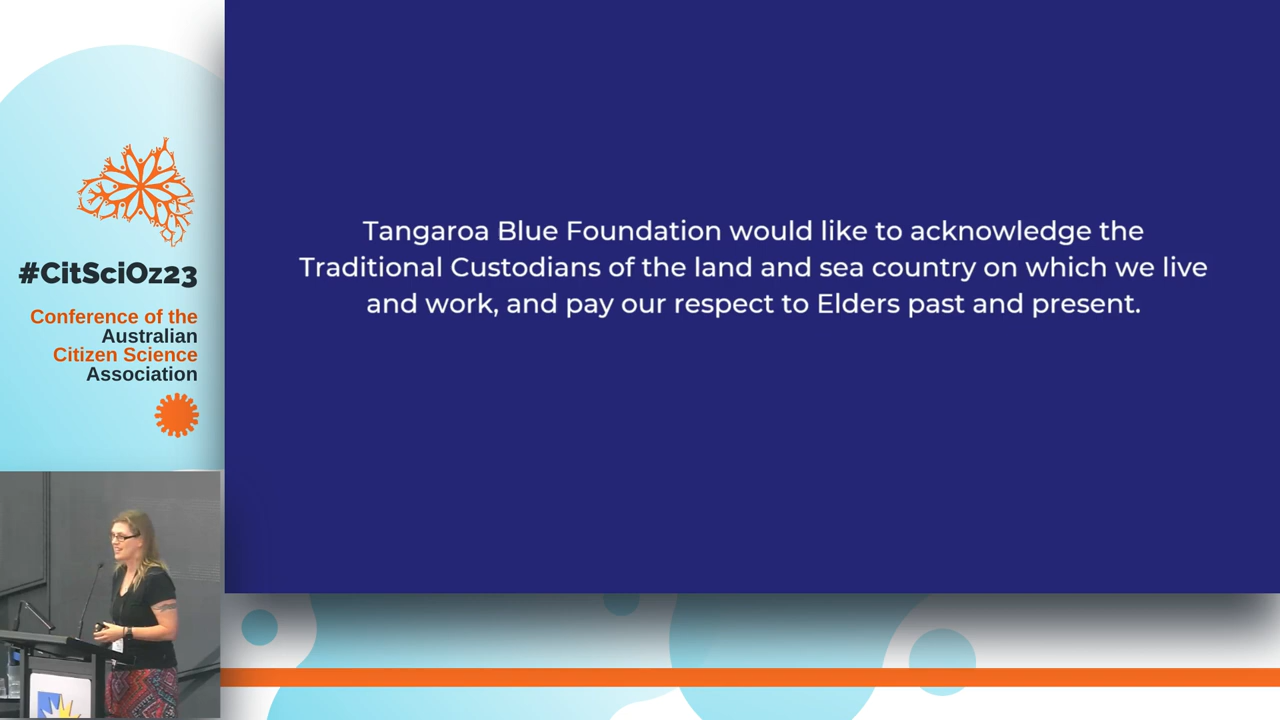 #CitSciOz23
Conference of the
Australian
Citizen Science
Association
Tangaroa Blue Foundation would like to acknowledge the
Traditional Custodians of the land and sea country on which we live
and work, and pay our respect to Elders past and present.